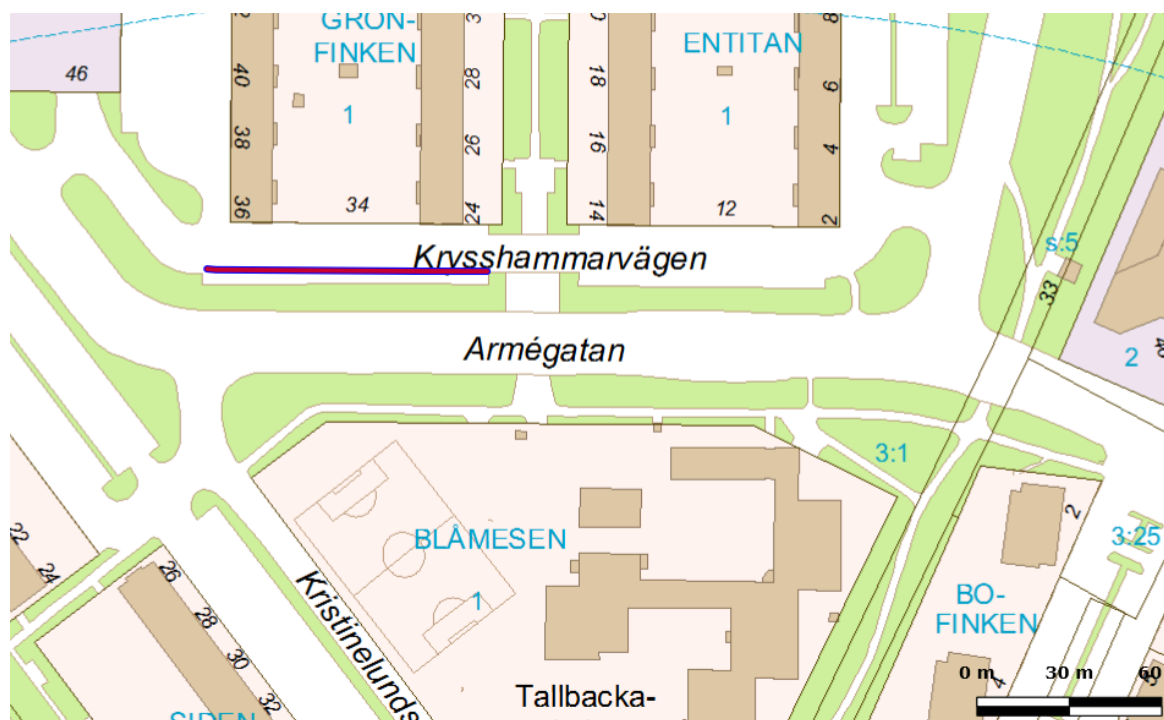 GRÖN-
FINKEN
ENTITAN
46
40
38
36
1
34
28
26
24
18
16
14
1
12
8
6
4
2
Krysshammarvägen
s:5
33
2
Armégatan
3:1
BLÅMESEN
1
2
3:25
BO-
FINKEN
4
22
24
26
28
30
32
Kristinelunds
SIDEN
Tallbacka-
0 m 30 m 60